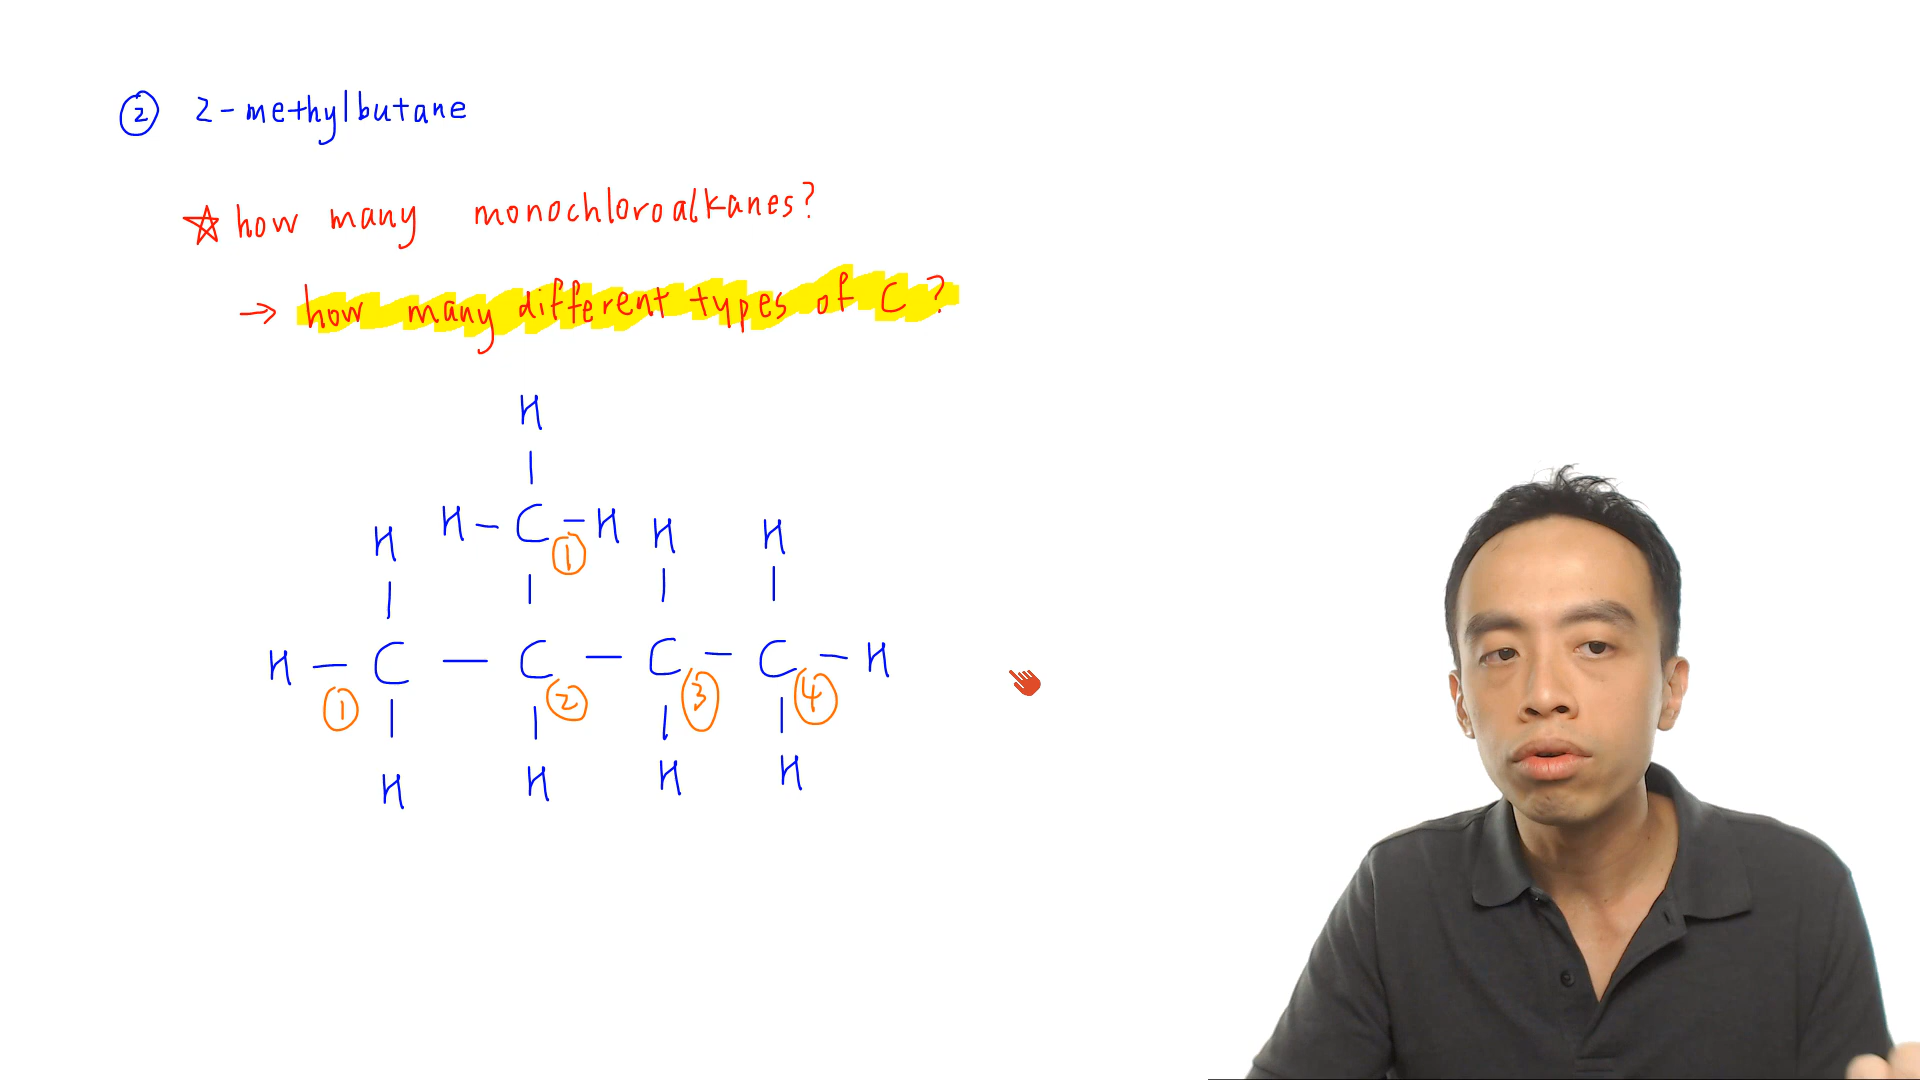 ② 2-methylbutane
☆ how many monochloroalkanes?
→ how many different types of C?
H
H - C - H H H
H
①
H - C - C - C - C - H
① ② ③ ④
H H H H